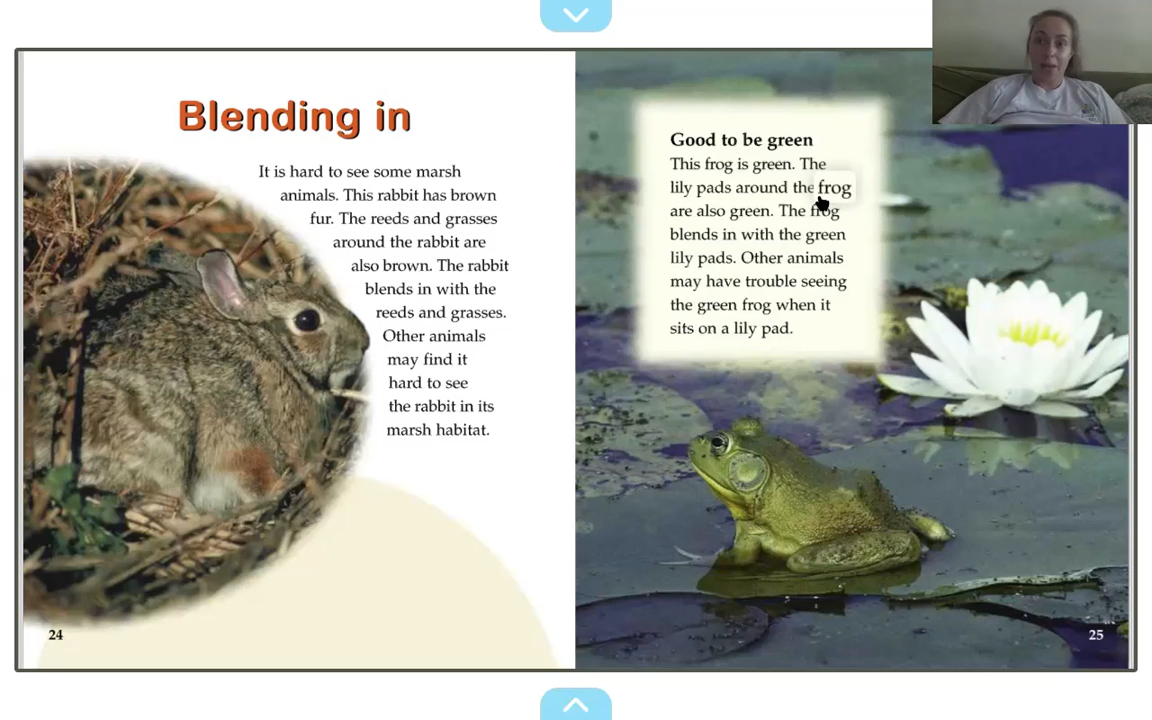 Blending in
It is hard to see some marsh
animals. This rabbit has brown
fur. The reeds and grasses
around the rabbit are
also brown. The rabbit
blends in with the
reeds and grasses.
Other animals
may find it
hard to see
the rabbit in its
marsh habitat.
24
Good to be green
This frog is green. The
lily pads around the frog
are also green. The frog
blends in with the green
lily pads. Other animals
may have trouble seeing
the green frog when it
sits on a lily pad.
25